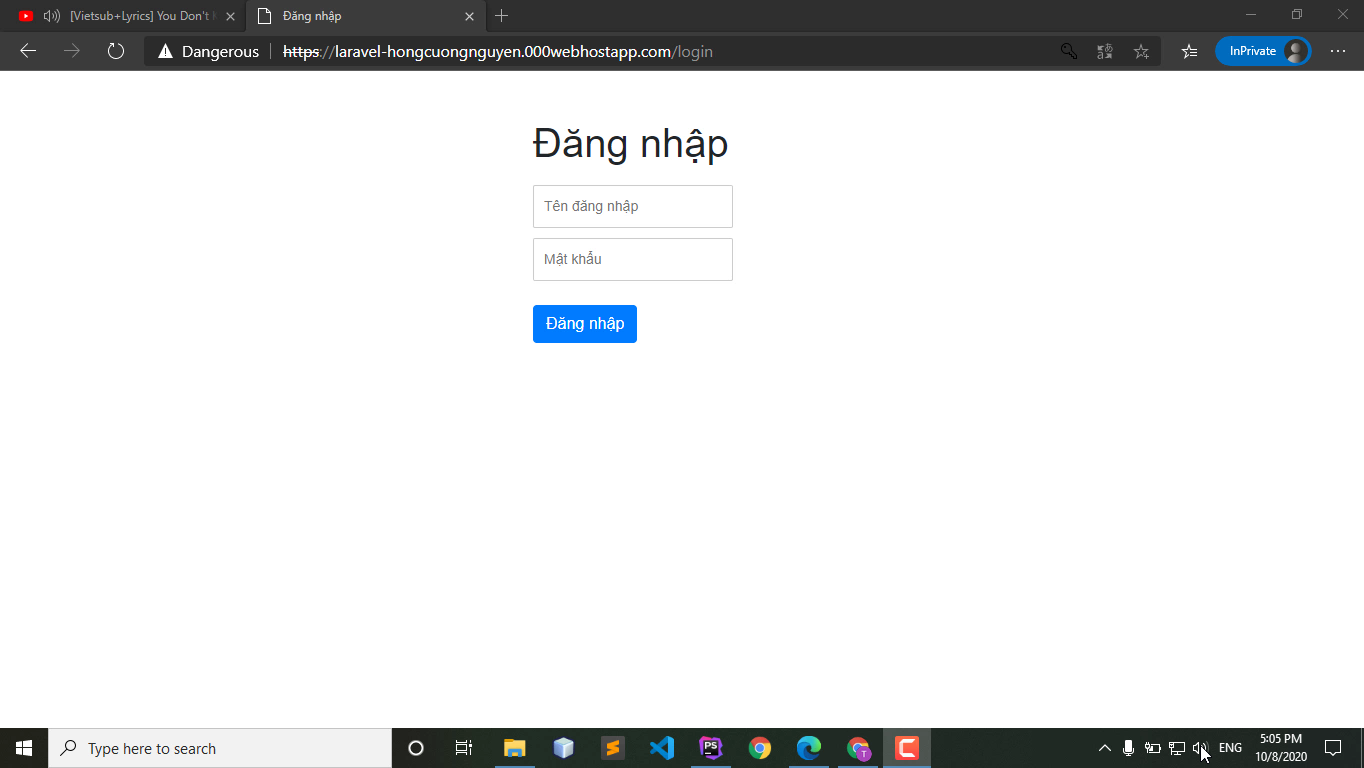 [Vietsub+Lyrics] You Don't
Đăng nhập
Dangerous
https://laravel-hongcuongnguyen.000webhostapp.com/login
InPrivate
Đăng nhập
Tên đăng nhập
Mật khẩu
Đăng nhập
Type here to search
PS
T
ENG
5:05 PM
10/8/2020